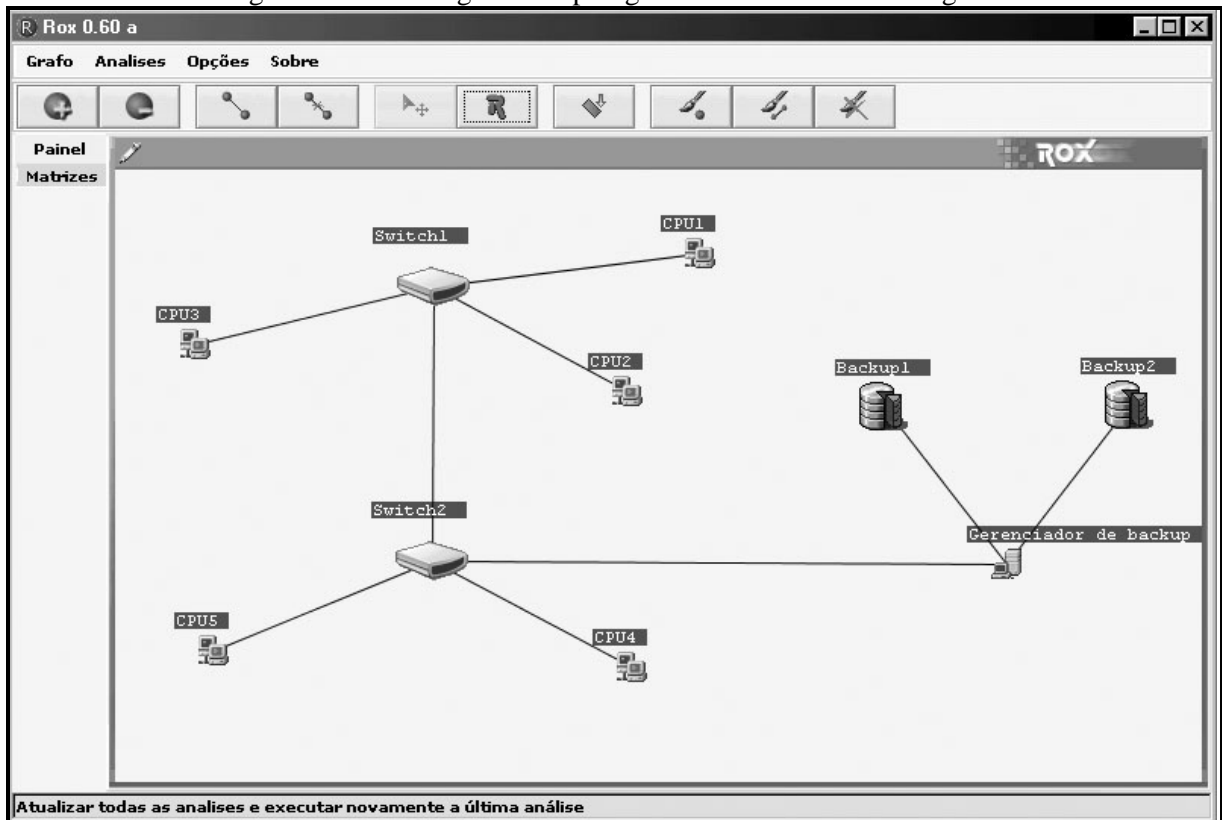 Rox 0.60 a
Grafo Analises Opções Sobre
Painel
Matrizes
ROX
Switch1
CPU1
CPU3
CPU2
Backup1
Backup2
Switch2
Gerenciador de backup
CPU5
CPU4
Atualizar todas as analises e executar novamente a última análise